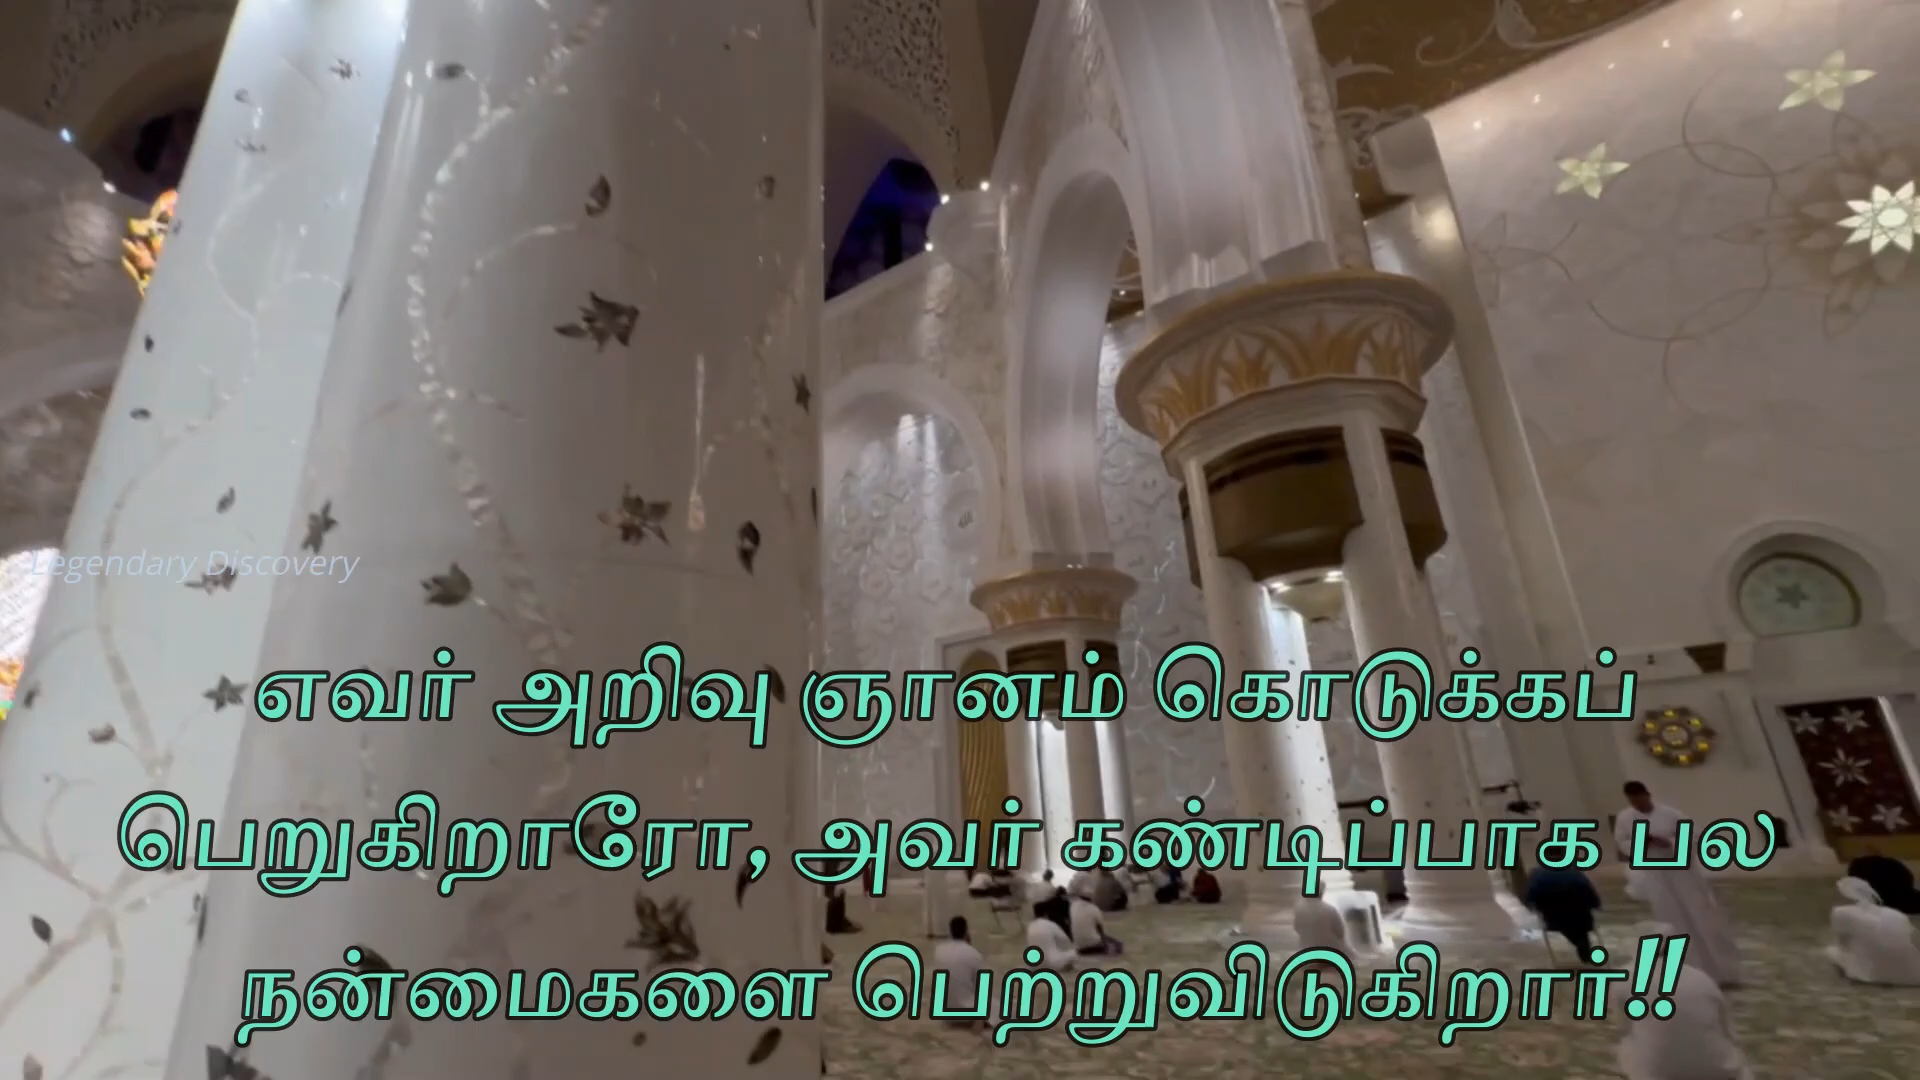 Legendary Discovery
எவர் அறிவு ஞானம் கொடுக்கப்
பெறுகிறாரோ, அவர் கண்டிப்பாக பல
நன்மைகளை பெற்றுவிடுகிறார்!!